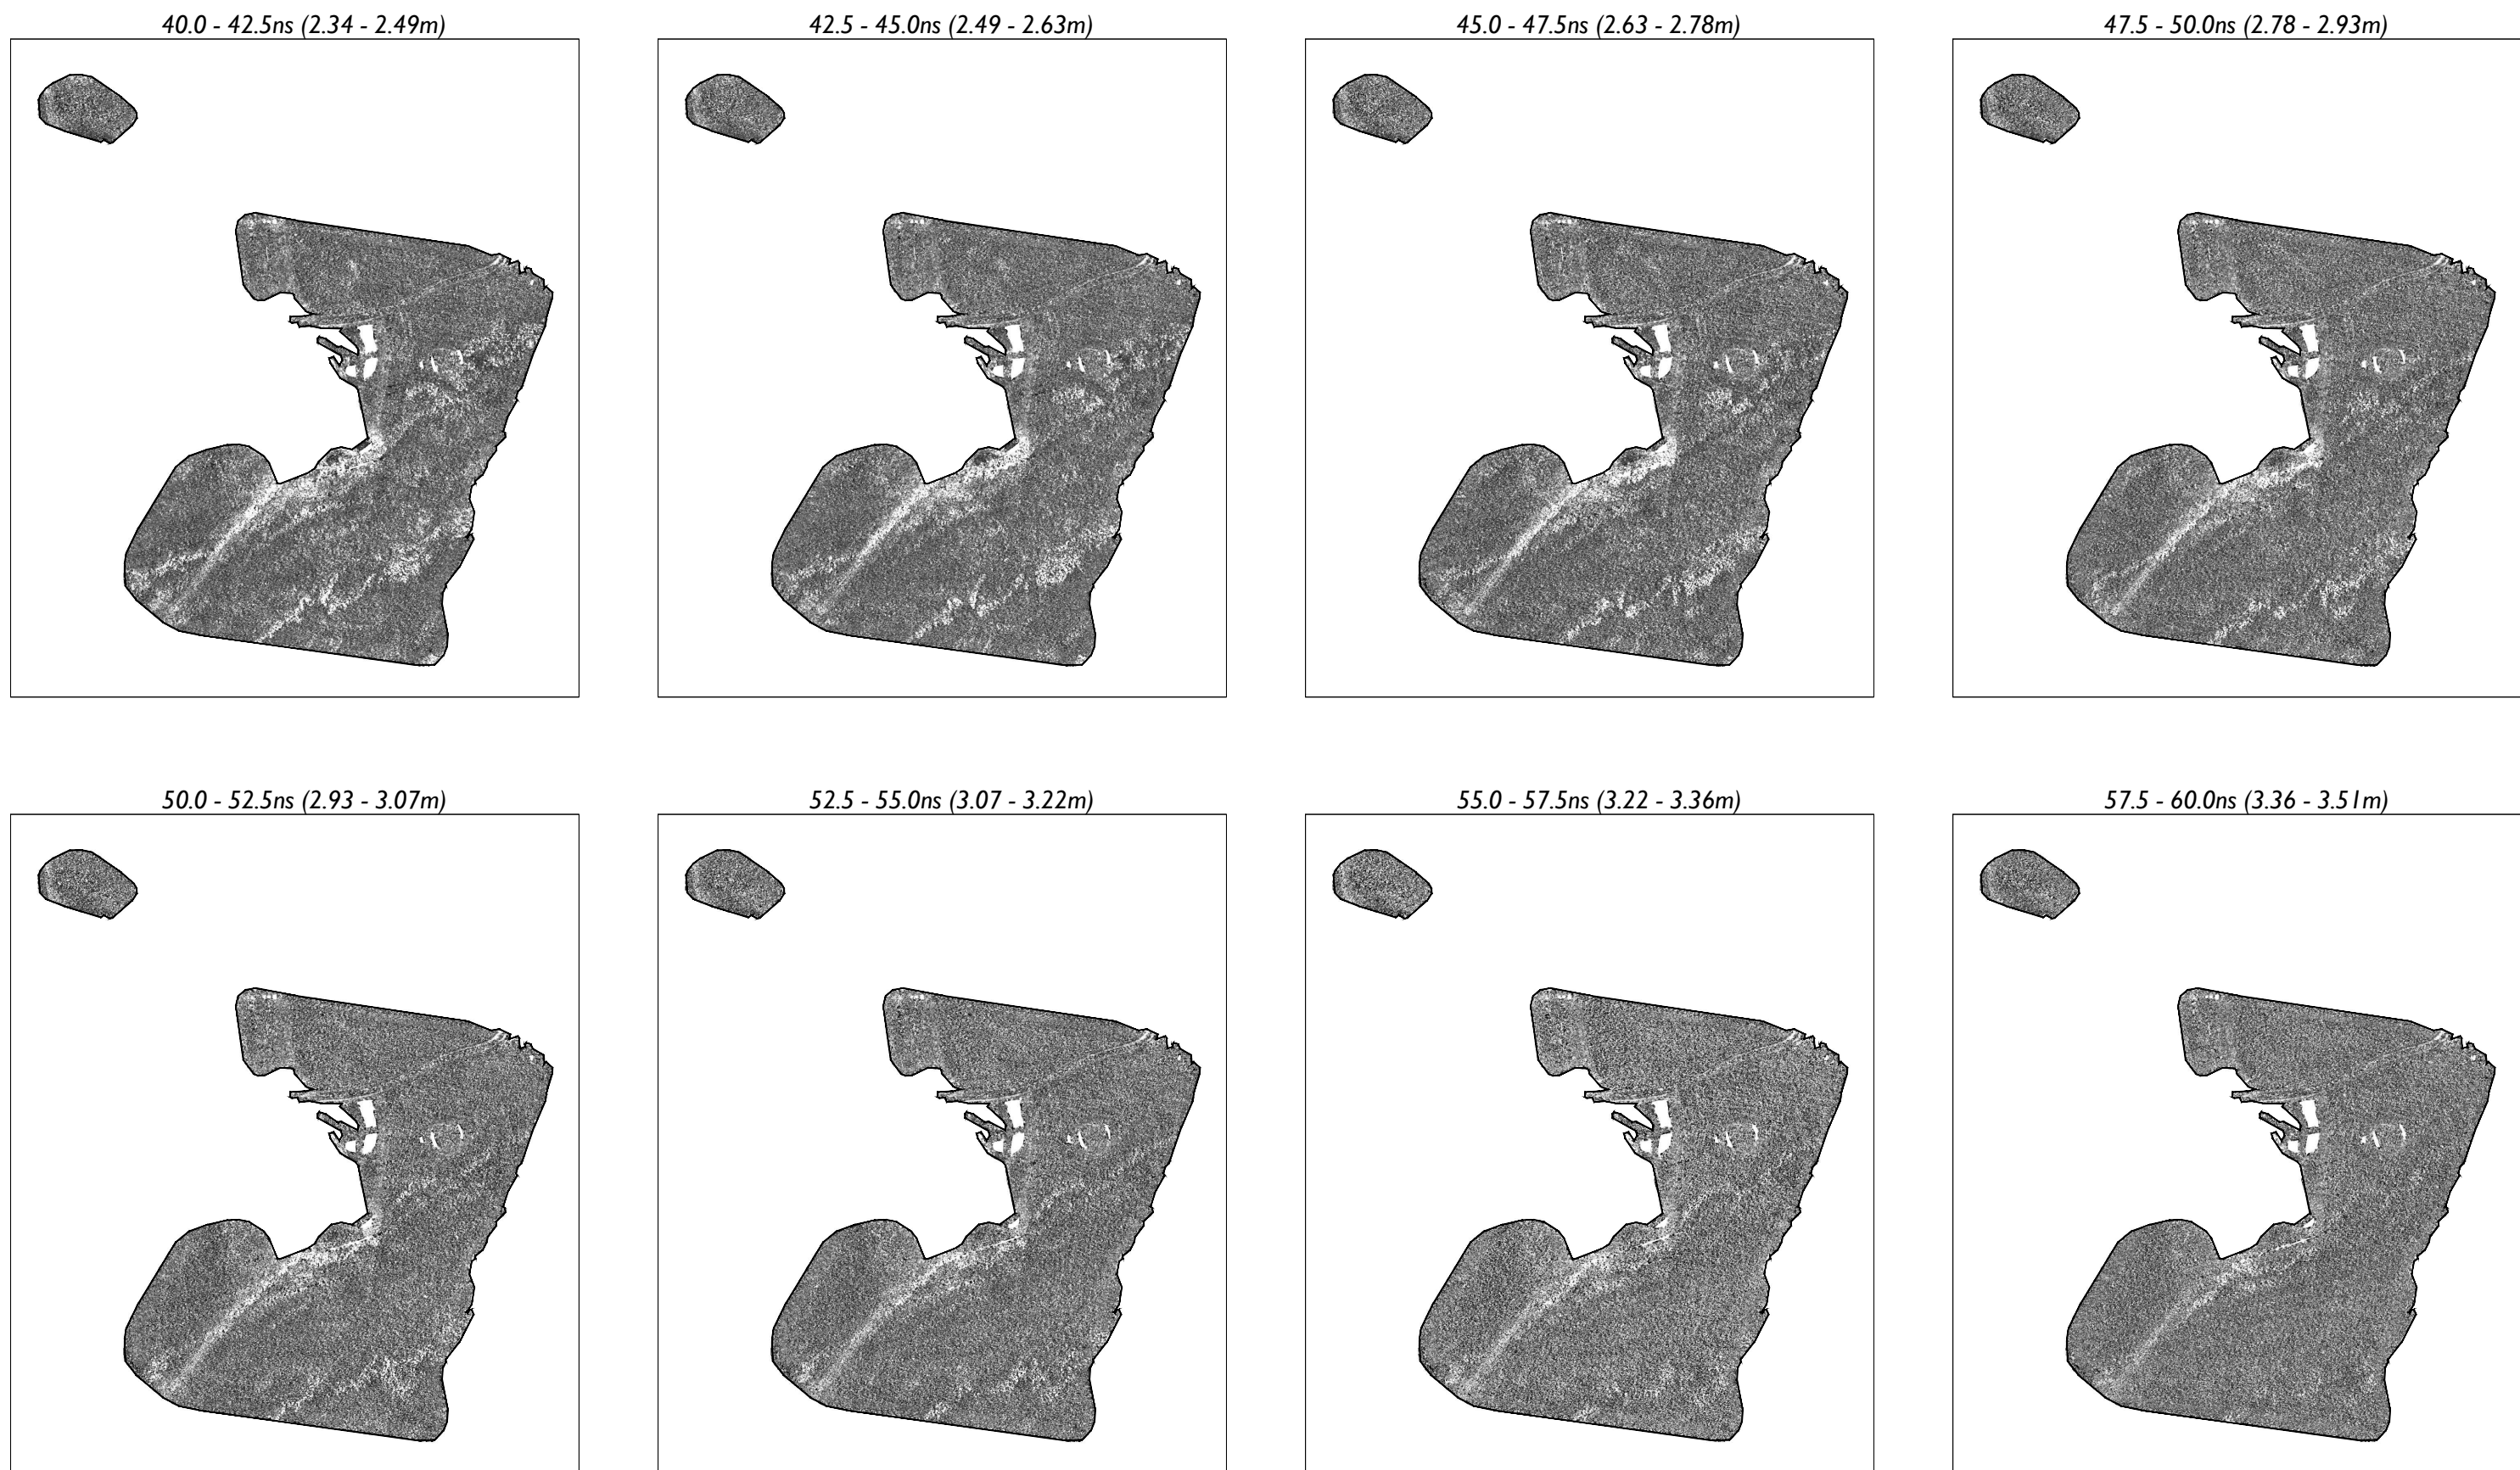 40.0 - 42.5ns (2.34 - 2.49m)
42.5 - 45.0ns (2.49 - 2.63m)
45.0 - 47.5ns (2.63 - 2.78m)
47.5 - 50.0ns (2.78 - 2.93m)
50.0 - 52.5ns (2.93 - 3.07m)
52.5 - 55.0ns (3.07 - 3.22m)
55.0 - 57.5ns (3.22 - 3.36m)
57.5 - 60.0ns (3.36 - 3.51m)